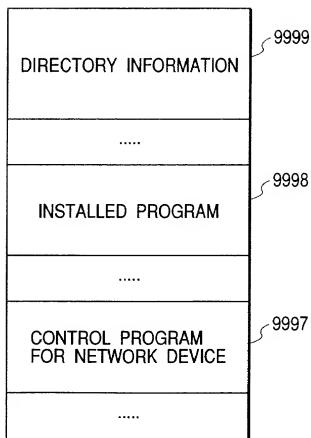 DIRECTORY INFORMATION
9999
.....
INSTALLED PROGRAM
9998
.....
CONTROL PROGRAM
FOR NETWORK DEVICE
9997
.....